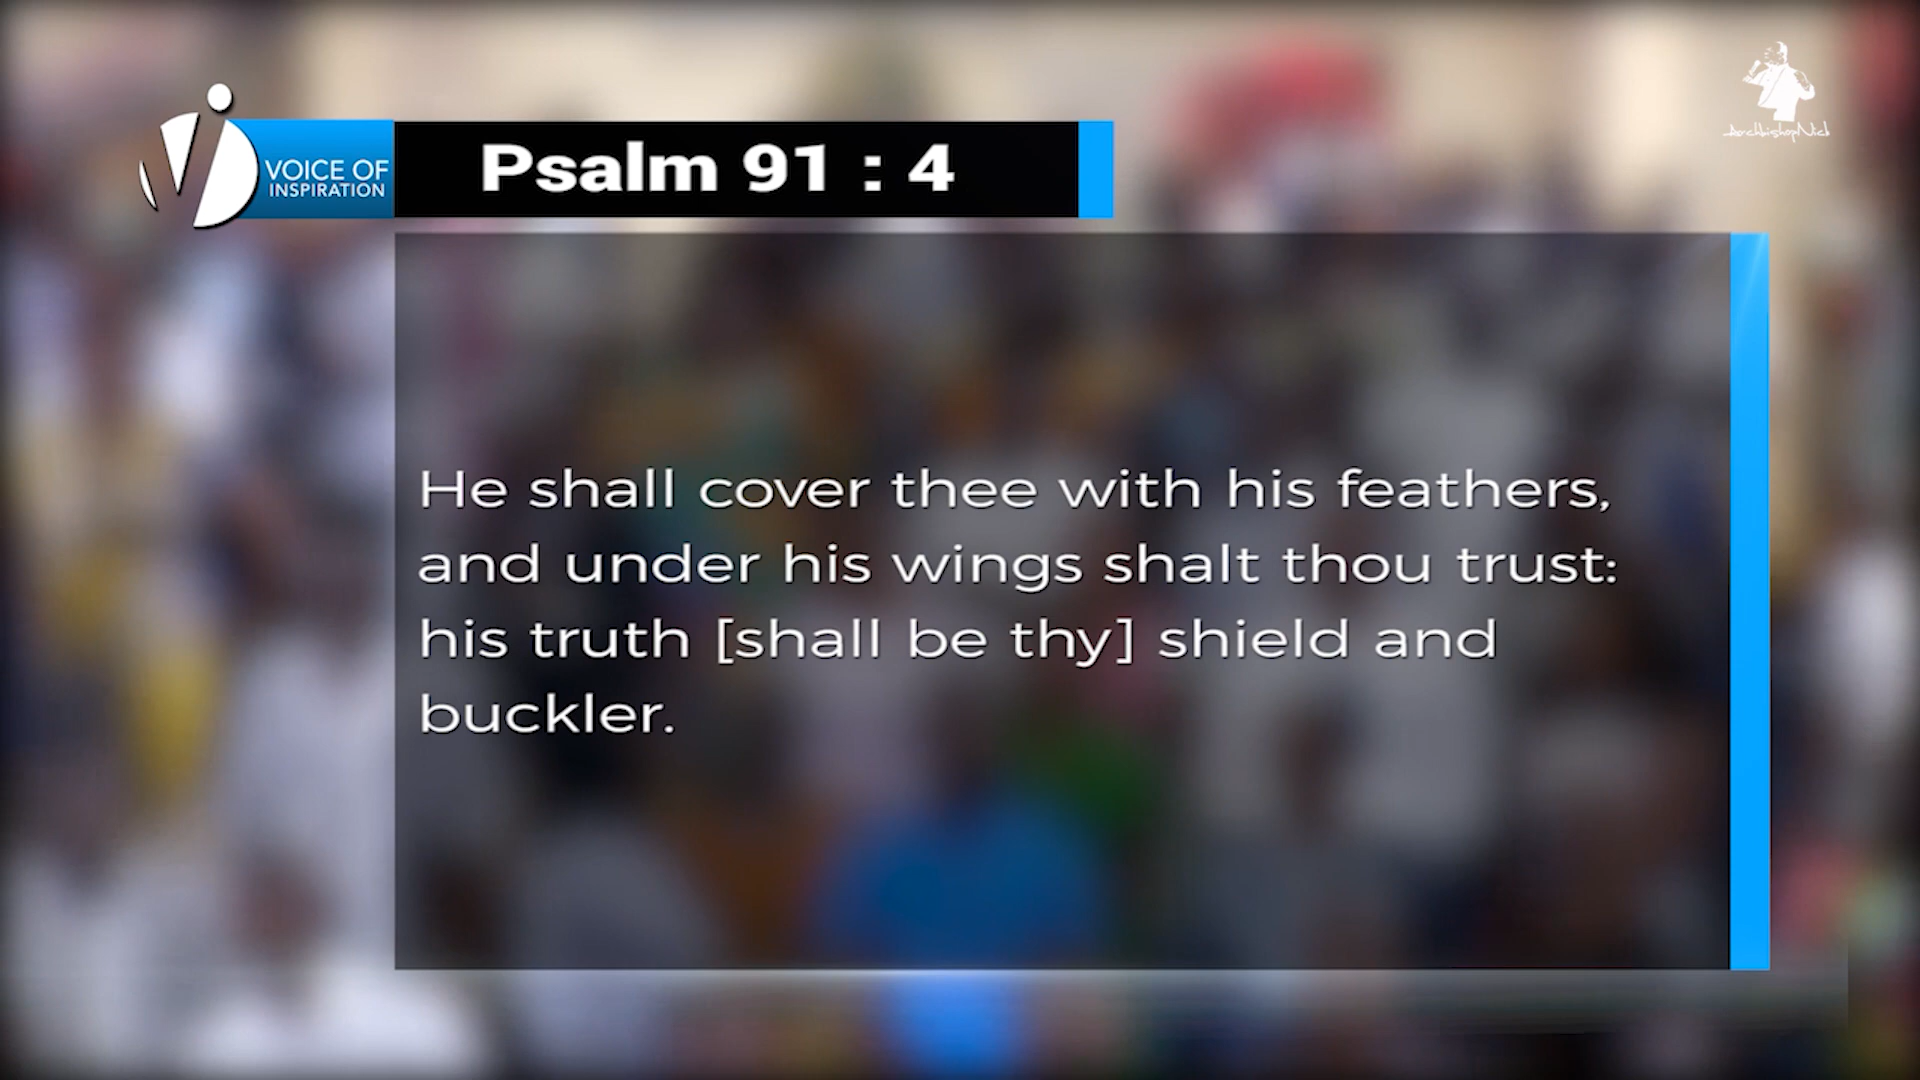 VOICE OF
INSPIRATION
Psalm 91 : 4
ArchbishopNick
He shall cover thee with his feathers,
and under his wings shalt thou trust:
his truth [shall be thy] shield and
buckler.